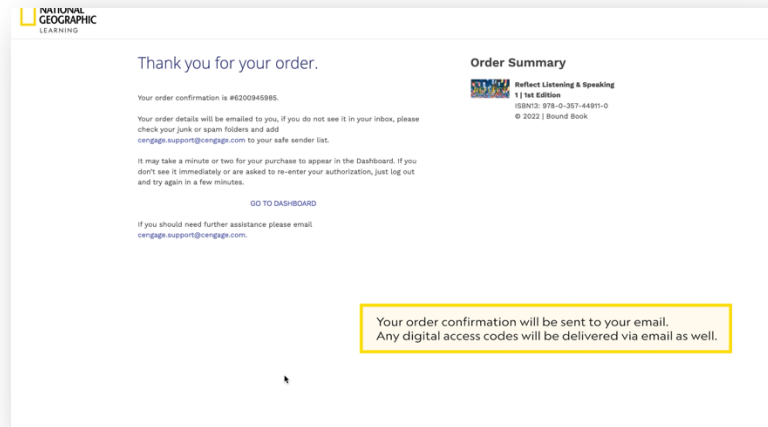 NATIONAL
GEOGRAPHIC
LEARNING
Thank you for your order.
Your order confirmation is #6200945985.
Your order details will be emailed to you, if you do not see it in your inbox, please
check your junk or spam folders and add
cengage.support@cengage.com to your safe sender list.
It may take a minute or two for your purchase to appear in the Dashboard. If you
don't see it immediately or are asked to re-enter your authorization, just log out
and try again in a few minutes.
GO TO DASHBOARD
If you should need further assistance please email
cengage.support@cengage.com.
Order Summary
Reflect Listening & Speaking
1 | 1st Edition
ISBN13: 978-0-357-44911-0
© 2022 | Bound Book
Your order confirmation will be sent to your email.
Any digital access codes will be delivered via email as well.